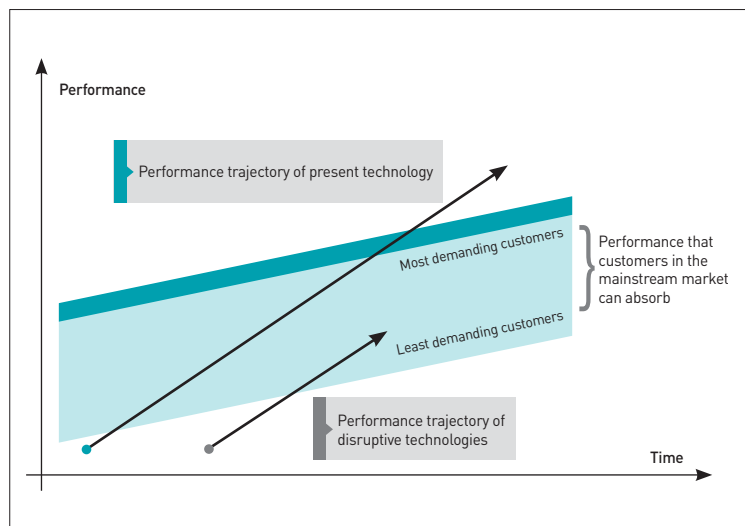 Performance
Performance trajectory of present technology
Most demanding customers
Performance that
customers in the
mainstream market
can absorb
Least demanding customers
Performance trajectory of
disruptive technologies
Time